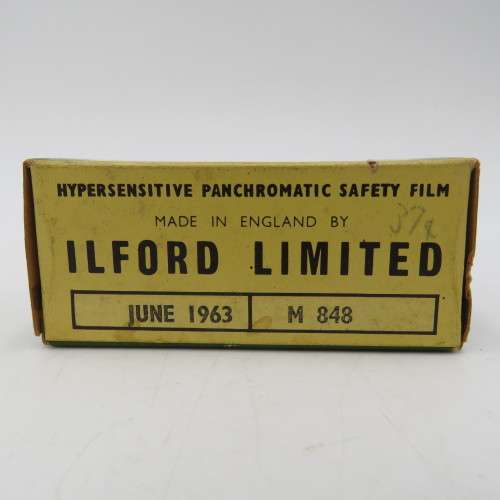 HYPERSENSITIVE PANCHROMATIC SAFETY FILM
MADE IN ENGLAND BY
ILFORD LIMITED
JUNE 1963 M 848